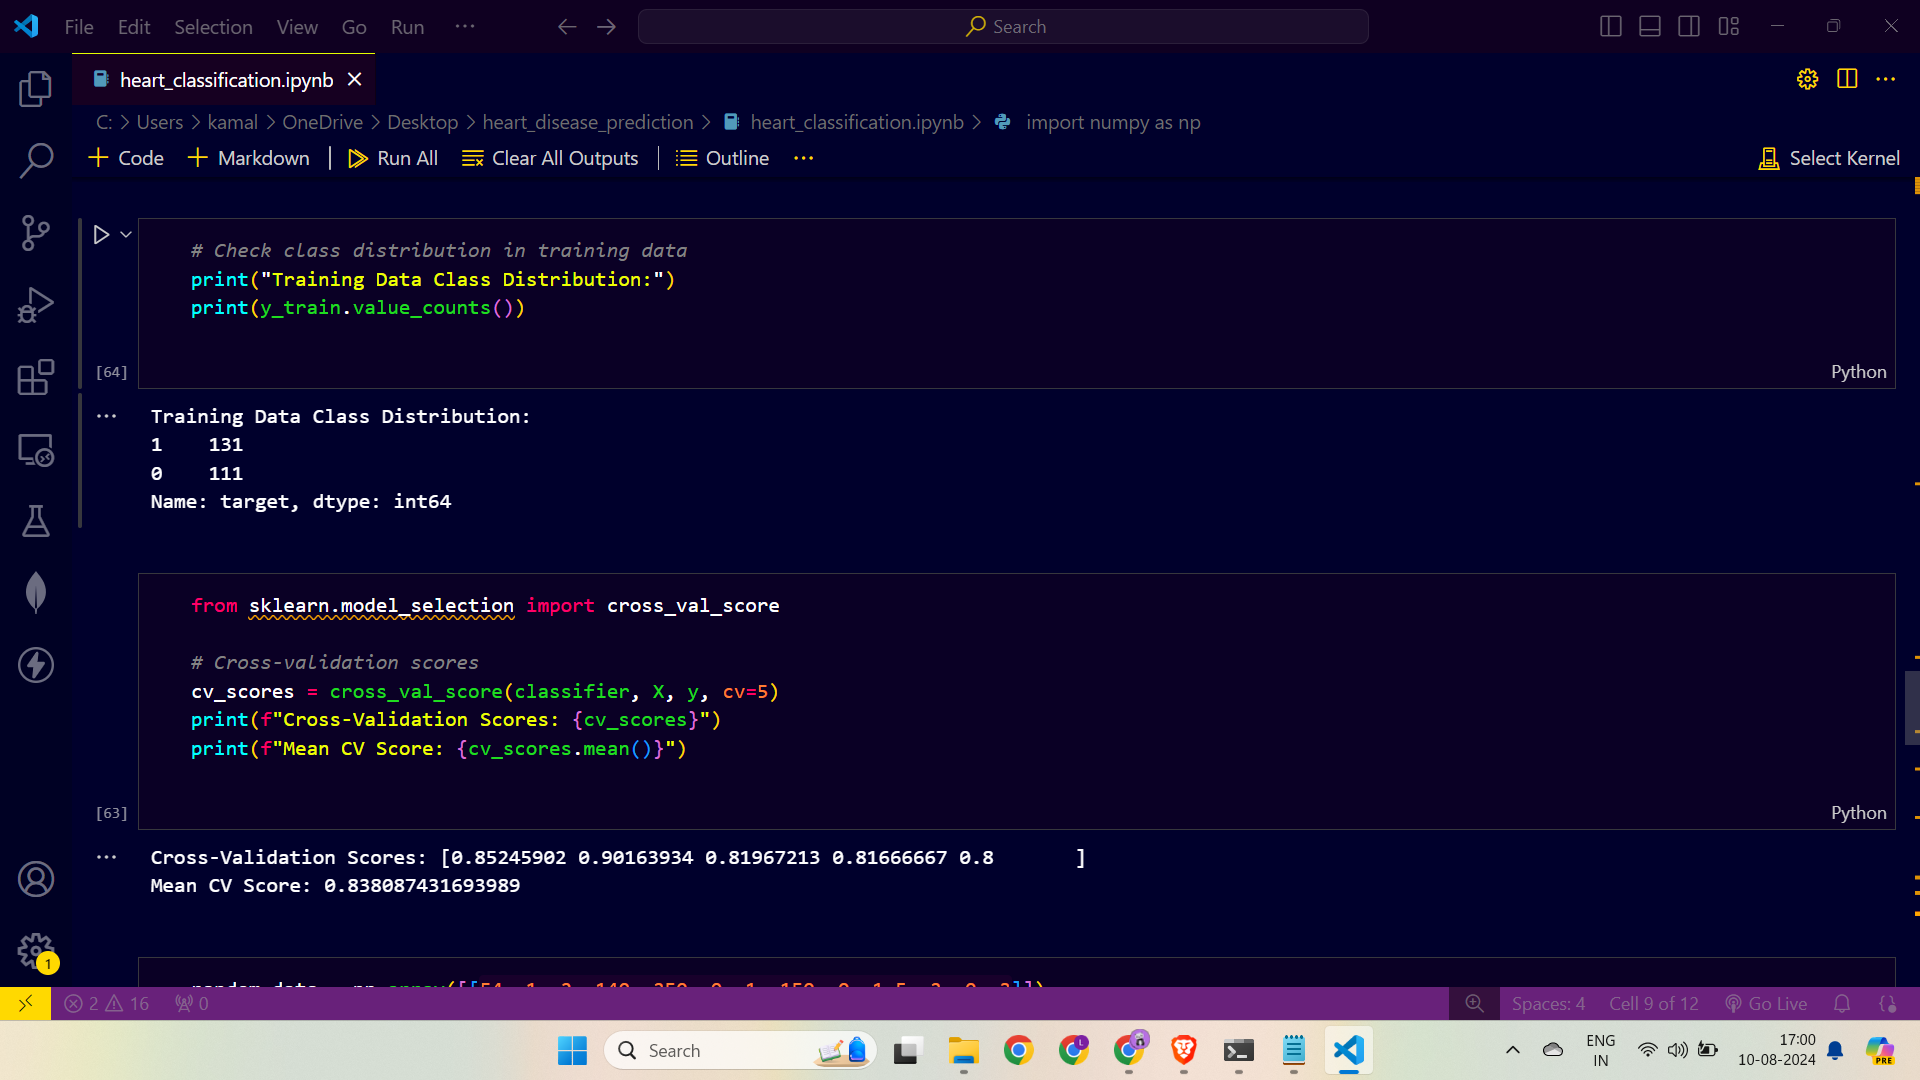 File Edit Selection View Go Run ··· Search
heart_classification.ipynb
C: > Users > kamal > OneDrive > Desktop > heart_disease_prediction > heart_classification.ipynb > import numpy as np
+ Code + Markdown | Run All Clear All Outputs | Outline ··· Select Kernel
# Check class distribution in training data
print("Training Data Class Distribution:")
print(y_train.value_counts())
[64] Python
Training Data Class Distribution:
1    131
0    111
Name: target, dtype: int64
from sklearn.model_selection import cross_val_score
# Cross-validation scores
cv_scores = cross_val_score(classifier, X, y, cv=5)
print(f"Cross-Validation Scores: {cv_scores}")
print(f"Mean CV Score: {cv_scores.mean()}")
[63] Python
Cross-Validation Scores: [0.85245902 0.90163934 0.81967213 0.81666667 0.8       ]
Mean CV Score: 0.838087431693989
1
2 16 0 Spaces: 4 Cell 9 of 12 Go Live
Search L ENG 17:00
IN 10-08-2024 PRE